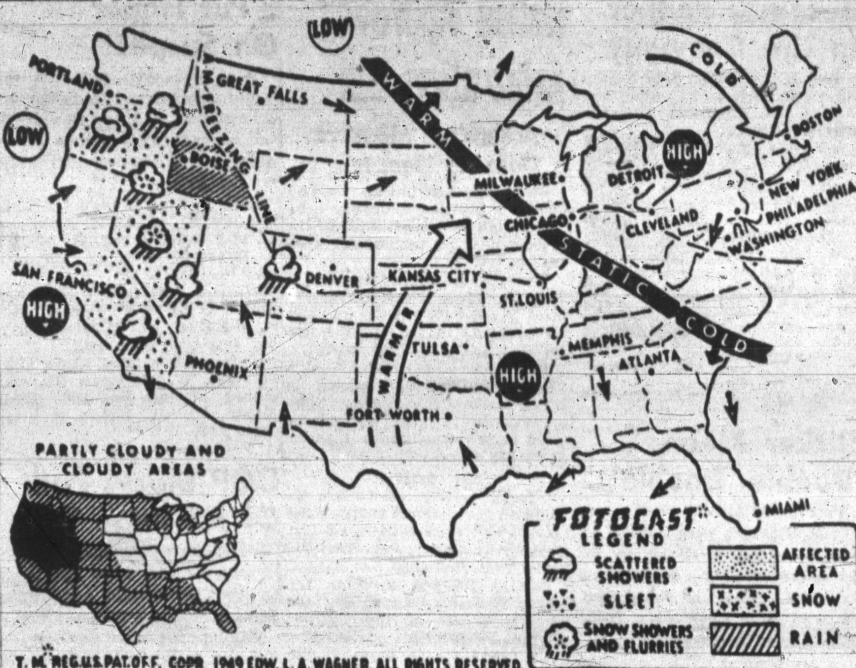 LOW
COLD
PORTLAND
GREAT FALLS
WARM
FREEZING LINE
BOSTON
LOW
HIGH
BOISE
MILWAUKEE
DETROIT
NEW YORK
PHILADELPHIA
WASHINGTON
CHICAGO
CLEVELAND
STATIC
SAN. FRANCISCO
DENVER
KANSAS CITY
ST. LOUIS
HIGH
COLD
WARMER
TULSA
MEMPHIS
ATLANTA
PHOENIX
HIGH
FORT WORTH
PARTLY CLOUDY AND
CLOUDY AREAS
MIAMI
FOTOCAST*
LEGEND
SCATTERED
SHOWERS
AFFECTED
AREA
SLEET
SNOW
SNOW SHOWERS
AND FLURRIES
RAIN
T. M.* REG.U.S.PAT.OFF. COPR 1949 EDW. L. A. WAGNER ALL RIGHTS RESERVED